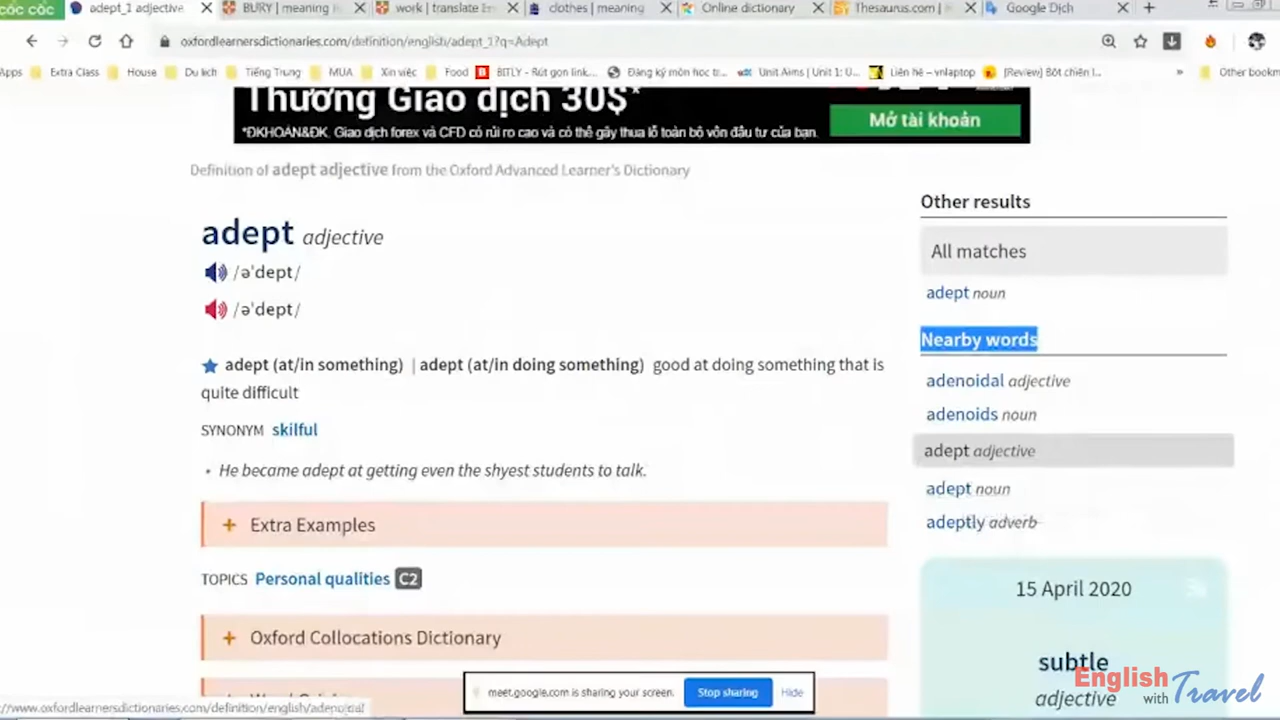 cốc cốc
adept_1 adjective
BURY | meaning
work | translate
clothes | meaning
Online dictionary
Thesaurus.com |
Google Dịch
oxfordlearnersdictionaries.com/definition/english/adept_1?q=Adept
Apps Extra Class House Du lich Tiếng Trung MUA Xin việc Food BITLY - Rút gọn link,... Đăng ký môn học tr... Unit Aims | Unit 1: U... Liên hệ – vnlaptop [Review] Bột chiên l... » Other bookm
Thương Giao dịch 30$*
*ĐKHOẢN&ĐK. Giao dịch forex và CFD có rủi ro cao và có thể gây thua lỗ toàn bộ vốn đầu tư của bạn.
Mở tài khoản
Definition of adept adjective from the Oxford Advanced Learner's Dictionary
adept adjective
/əˈdept/
/əˈdept/
adept (at/in something) | adept (at/in doing something) good at doing something that is
quite difficult
SYNONYM skilful
• He became adept at getting even the shyest students to talk.
+ Extra Examples
TOPICS Personal qualities C2
+ Oxford Collocations Dictionary
Other results
All matches
adept noun
Nearby words
adenoidal adjective
adenoids noun
adept adjective
adept noun
adeptly adverb
15 April 2020
subtle
adjective
meet.google.com is sharing your screen.
Stop sharing
Hide
//www.oxfordlearnersdictionaries.com/definition/english/adenoidal
English
with Travel